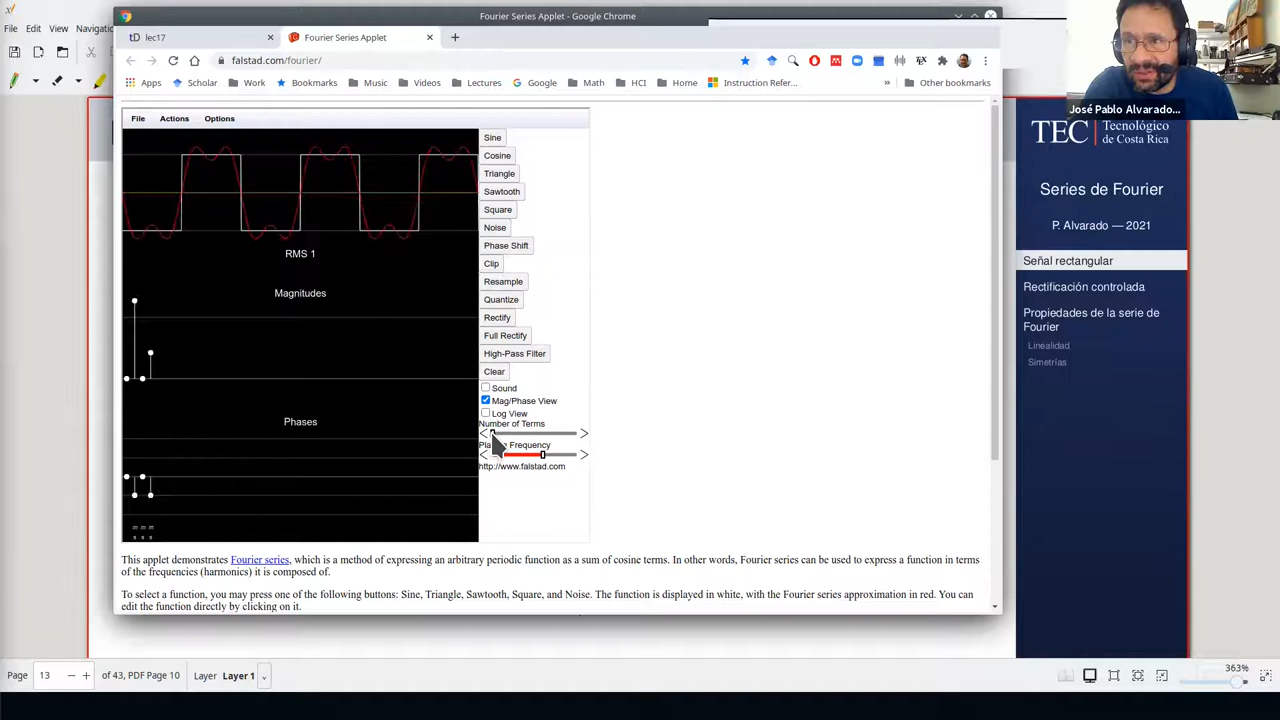 Fourier Series Applet - Google Chrome
File Edit View Navigatio
tD lec17
Fourier Series Applet
falstad.com/fourier/
Apps Scholar Work Bookmarks Music Videos Lectures Google Math HCI Home Instruction Refer... » Other bookmarks
José Pablo Alvarado...
File Actions Options
Sine
Cosine
Triangle
Sawtooth
Square
Noise
Phase Shift
Clip
Resample
Quantize
Rectify
Full Rectify
High-Pass Filter
Clear
Sound
Mag/Phase View
Log View
Number of Terms
Frequency
http://www.falstad.com
RMS 1
Magnitudes
Phases
This applet demonstrates Fourier series, which is a method of expressing an arbitrary periodic function as a sum of cosine terms. In other words, Fourier series can be used to express a function in terms
of the frequencies (harmonics) it is composed of.
To select a function, you may press one of the following buttons: Sine, Triangle, Sawtooth, Square, and Noise. The function is displayed in white, with the Fourier series approximation in red. You can
edit the function directly by clicking on it.
TEC Tecnológico
de Costa Rica
Series de Fourier
P. Alvarado — 2021
Señal rectangular
Rectificación controlada
Propiedades de la serie de
Fourier
Linealidad
Simetrías
Page 13 of 43, PDF Page 10 Layer Layer 1
363%